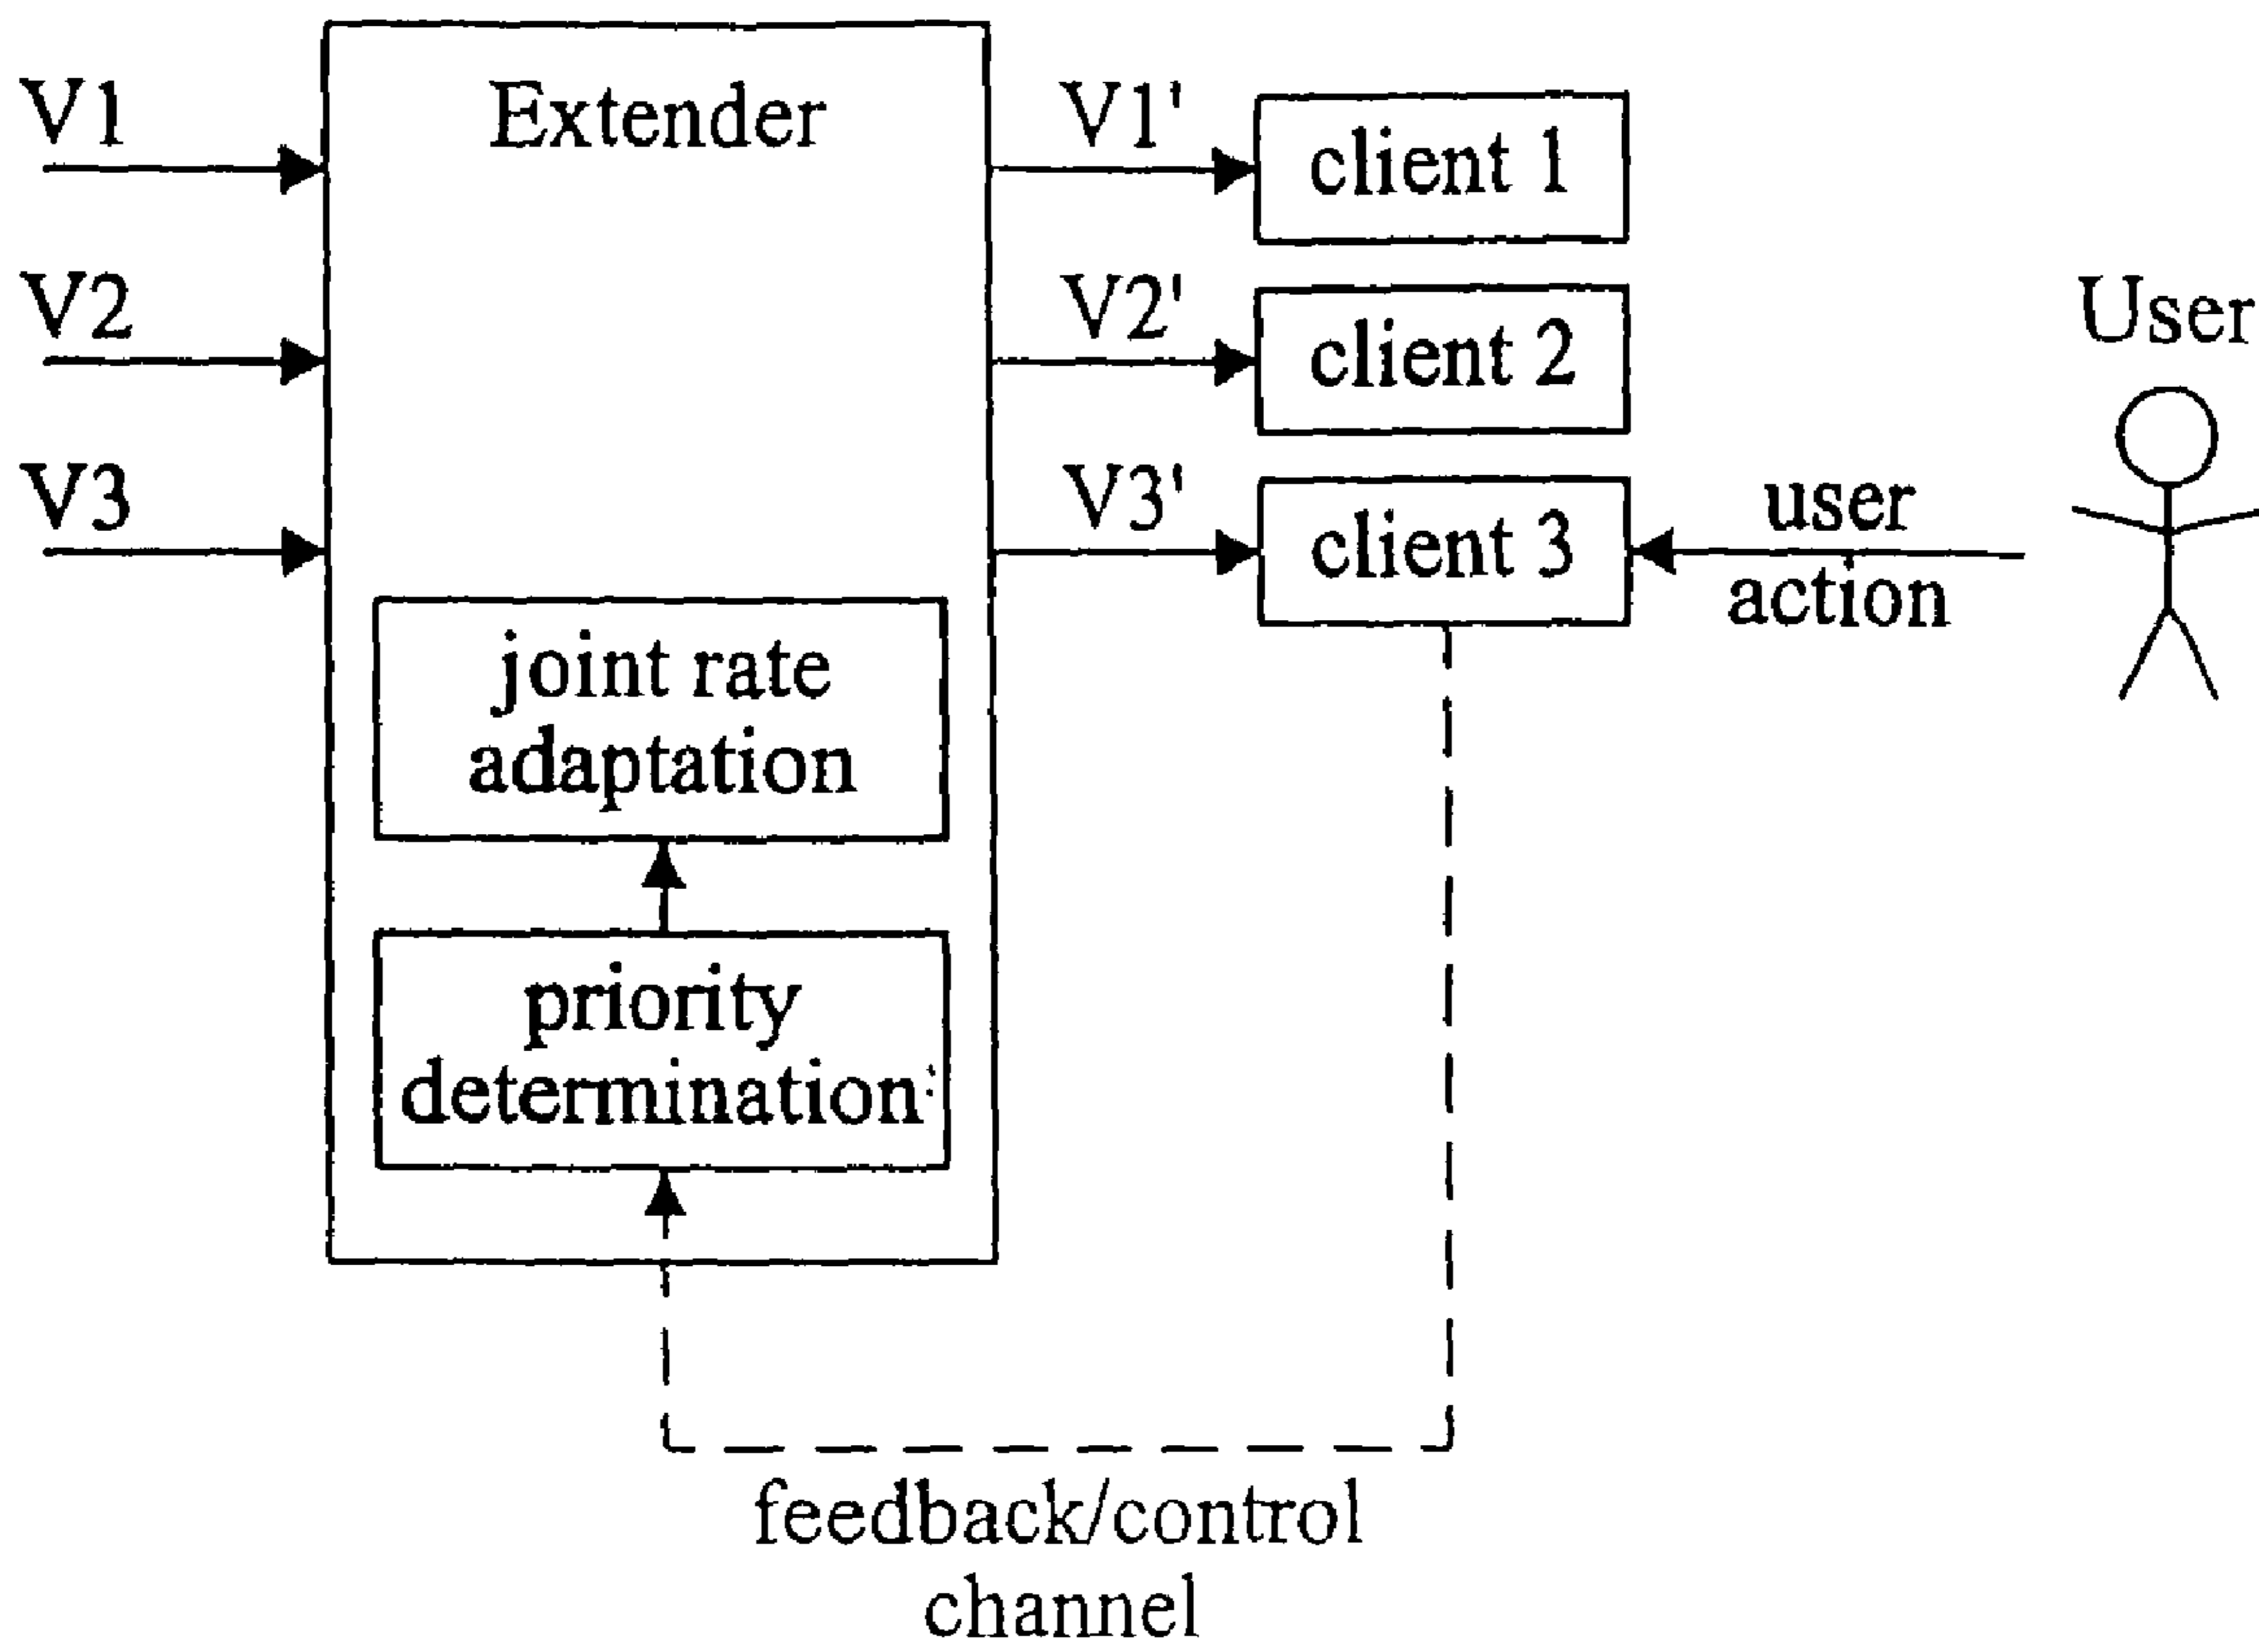 V1
Extender
V1'
client 1
V2
V2'
client 2
User
V3
V3'
client 3
user
action
joint rate
adaptation
priority
determination
feedback/control
channel